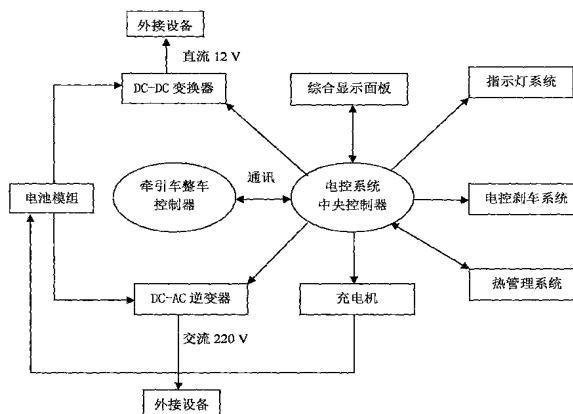 外接设备
直流 12 V
DC-DC 变换器
综合显示面板
指示灯系统
通讯
牵引车整车
控制器
电控系统
中央控制器
电池模组
电控刹车系统
DC-AC 逆变器
充电机
热管理系统
交流 220 V
外接设备